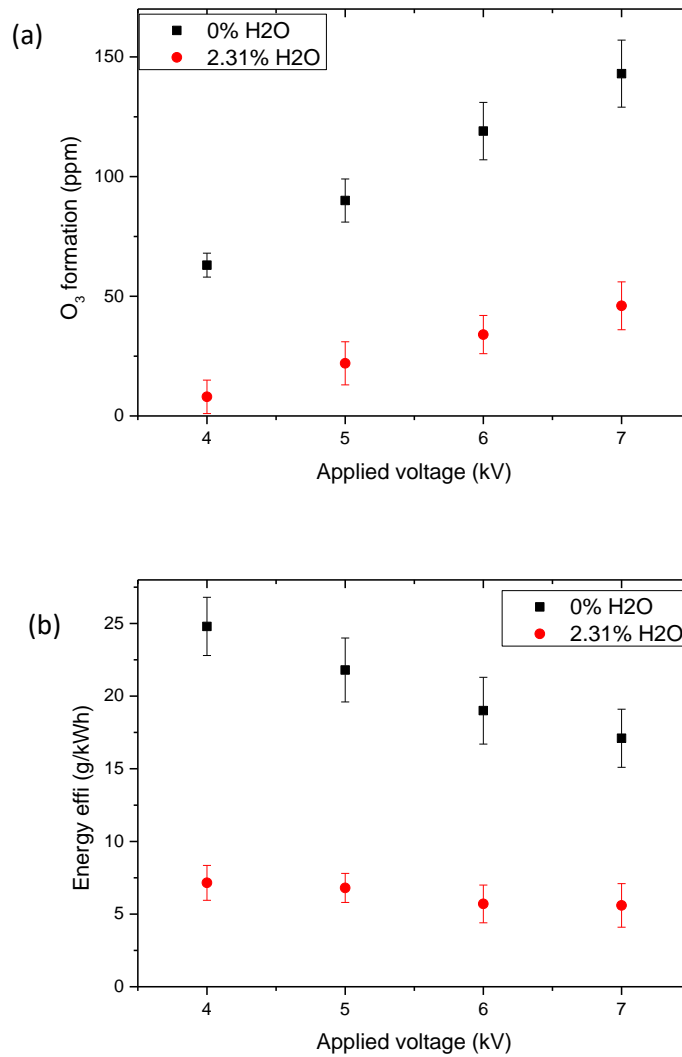 (a)
0% H2O
2.31% H2O
150
100
50
0
O3 formation (ppm)
4 5 6 7
Applied voltage (kV)
(b)
0% H2O
2.31% H2O
25
20
15
10
5
0
Energy effi (g/kWh)
4 5 6 7
Applied voltage (kV)